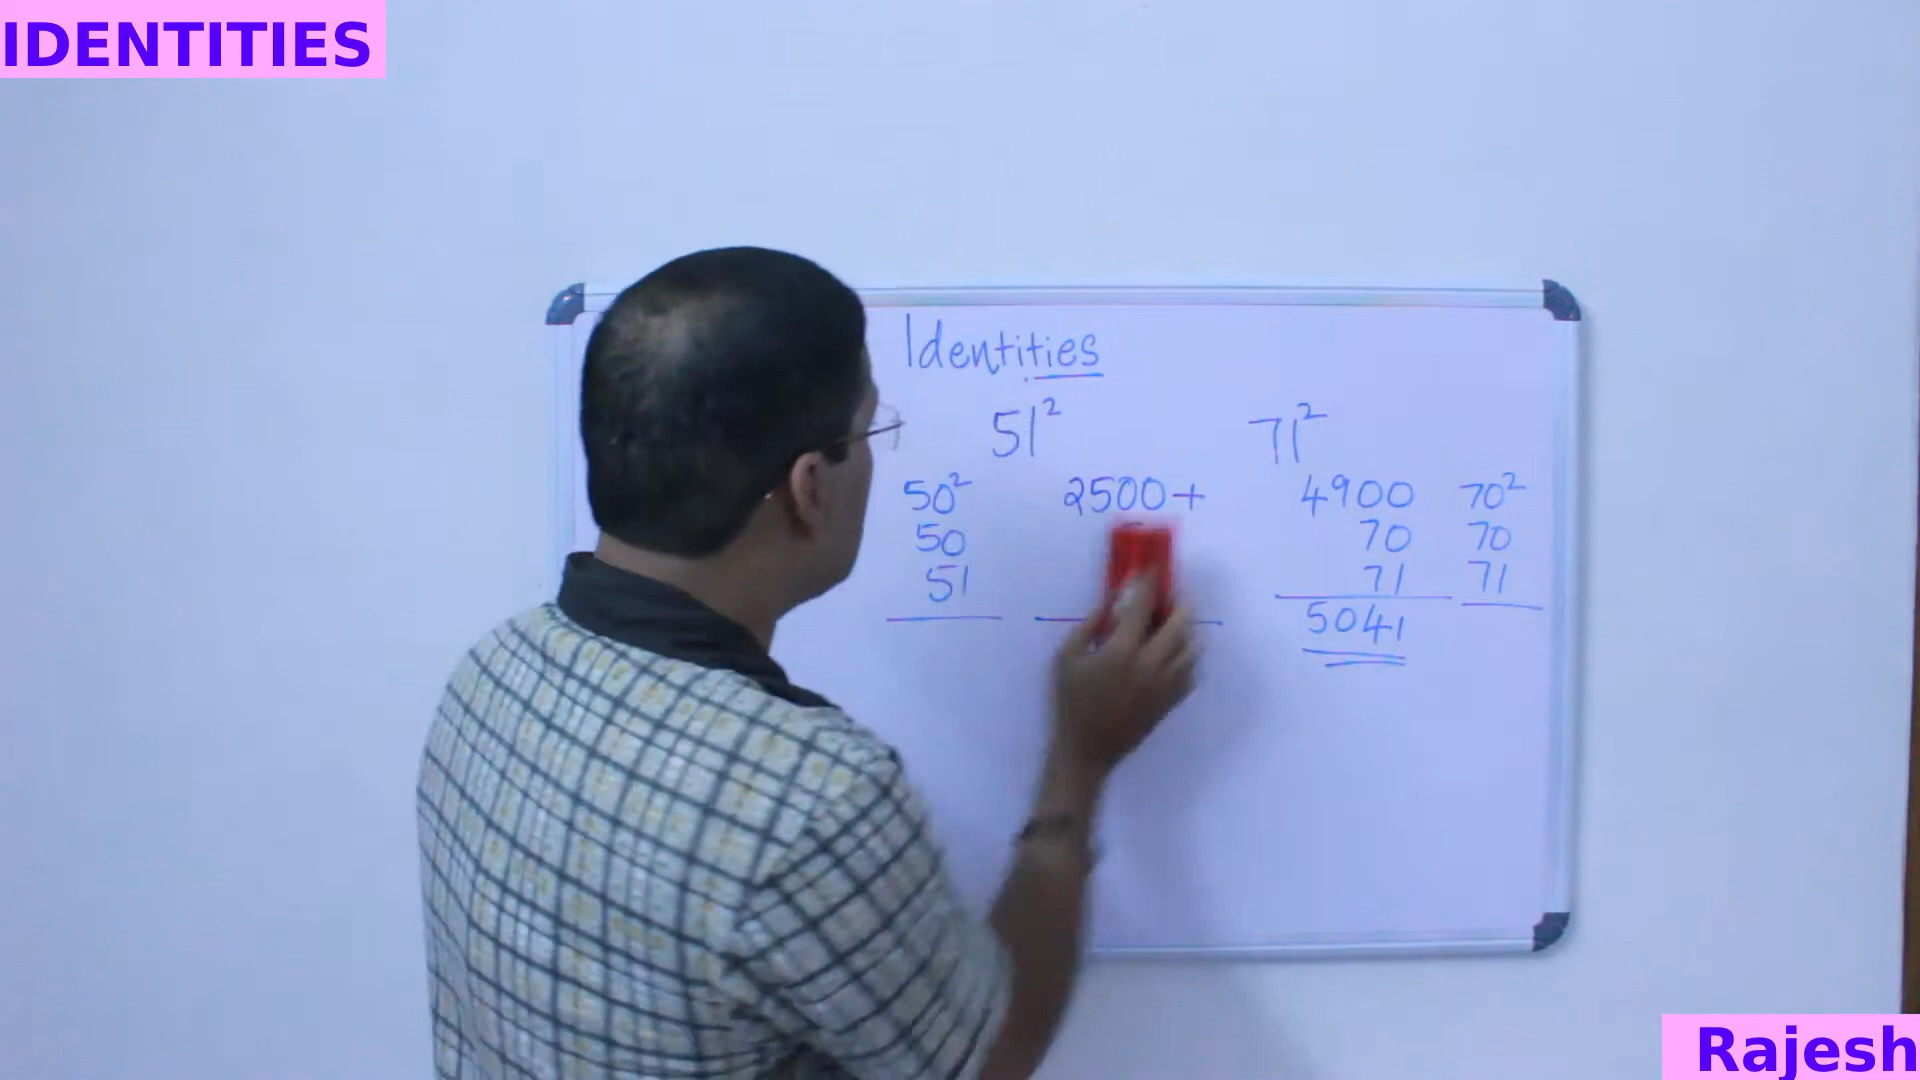 IDENTITIES
Identities
51² 71²
50² 2500+ 4900 70²
50 70 70
51 71 71
5041
Rajesh